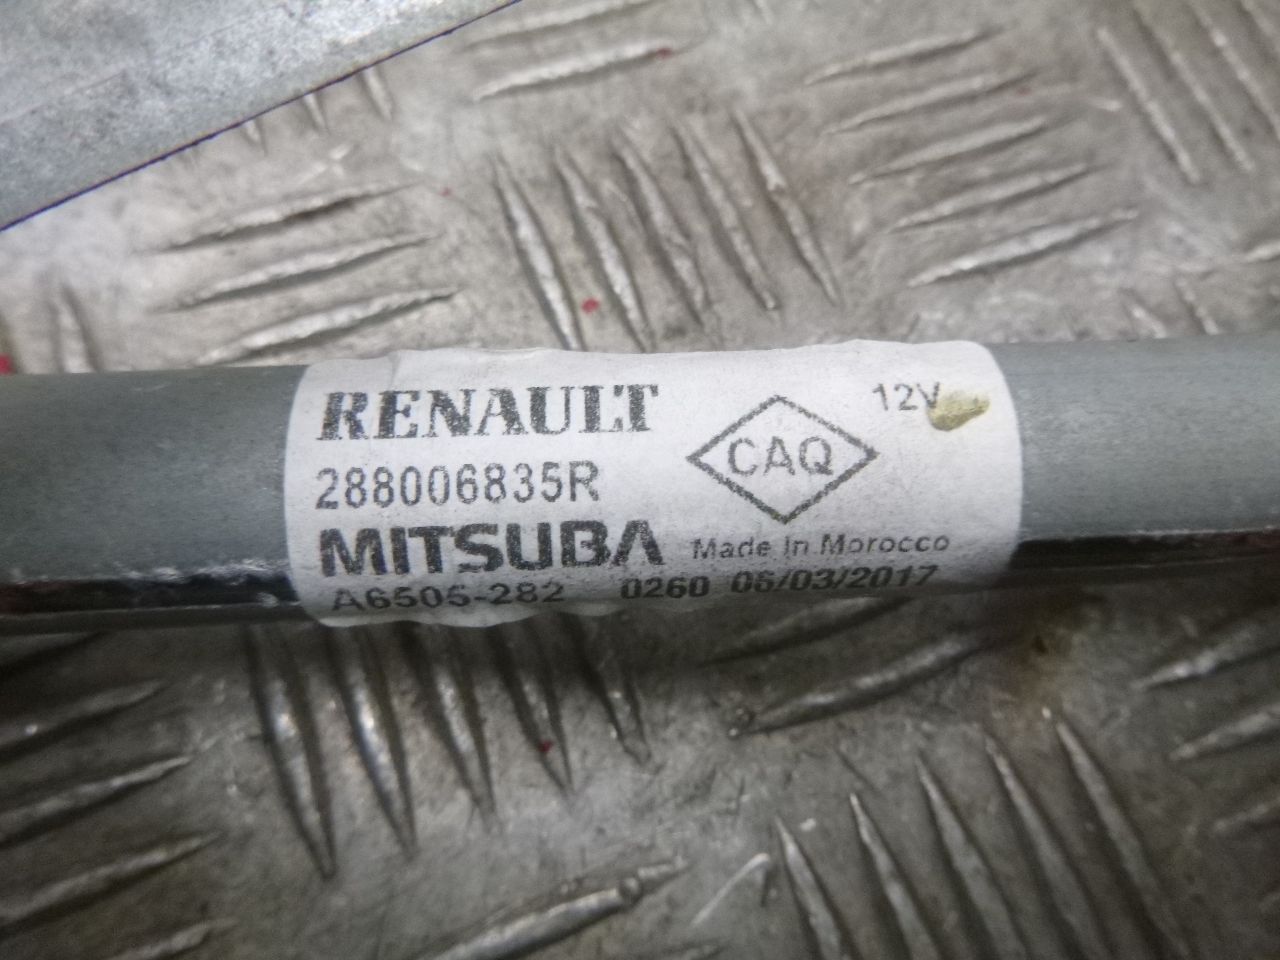 RENAULT
12V
CAQ
288006835R
MITSUBA Made In Morocco
A6505-282 0260 05/03/2017